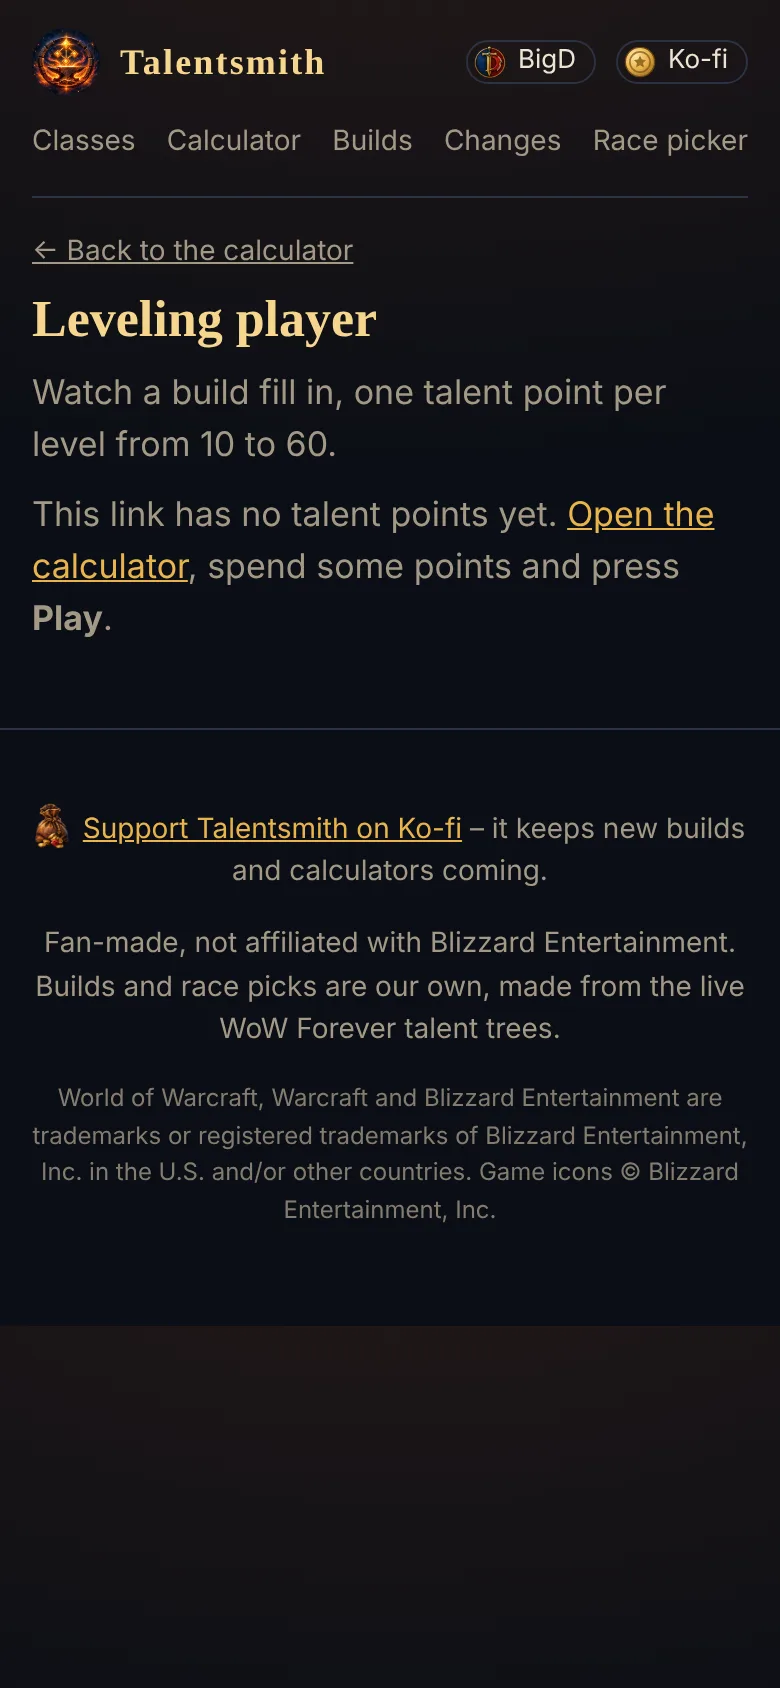 Talentsmith
BigD
Ko-fi
Classes Calculator Builds Changes Race picker
← Back to the calculator
Leveling player
Watch a build fill in, one talent point per
level from 10 to 60.
This link has no talent points yet. Open the
calculator, spend some points and press
Play.
Support Talentsmith on Ko-fi – it keeps new builds
and calculators coming.
Fan-made, not affiliated with Blizzard Entertainment.
Builds and race picks are our own, made from the live
WoW Forever talent trees.
World of Warcraft, Warcraft and Blizzard Entertainment are
trademarks or registered trademarks of Blizzard Entertainment,
Inc. in the U.S. and/or other countries. Game icons © Blizzard
Entertainment, Inc.